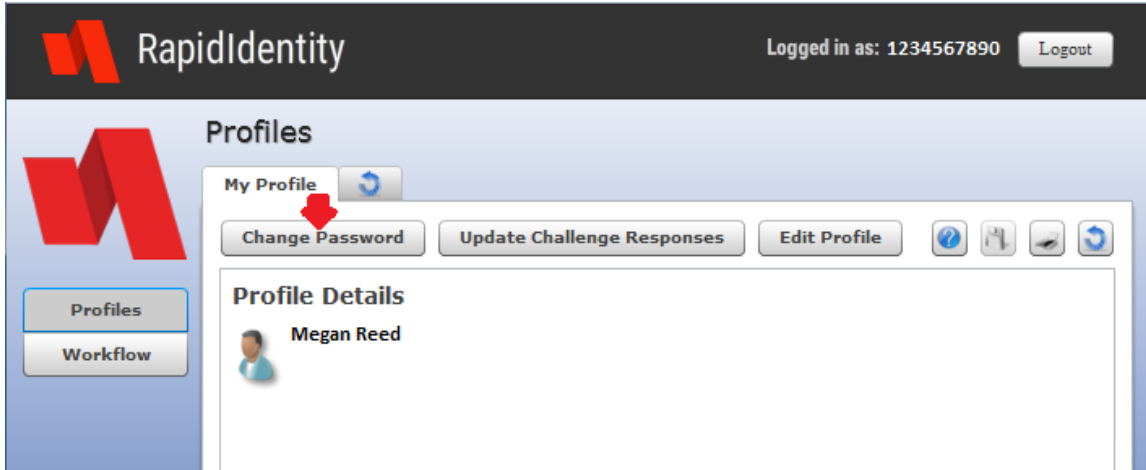 RapidIdentity
Logged in as: 1234567890 Logout
Profiles
My Profile
Change Password Update Challenge Responses Edit Profile
Profile Details
Megan Reed
Profiles
Workflow